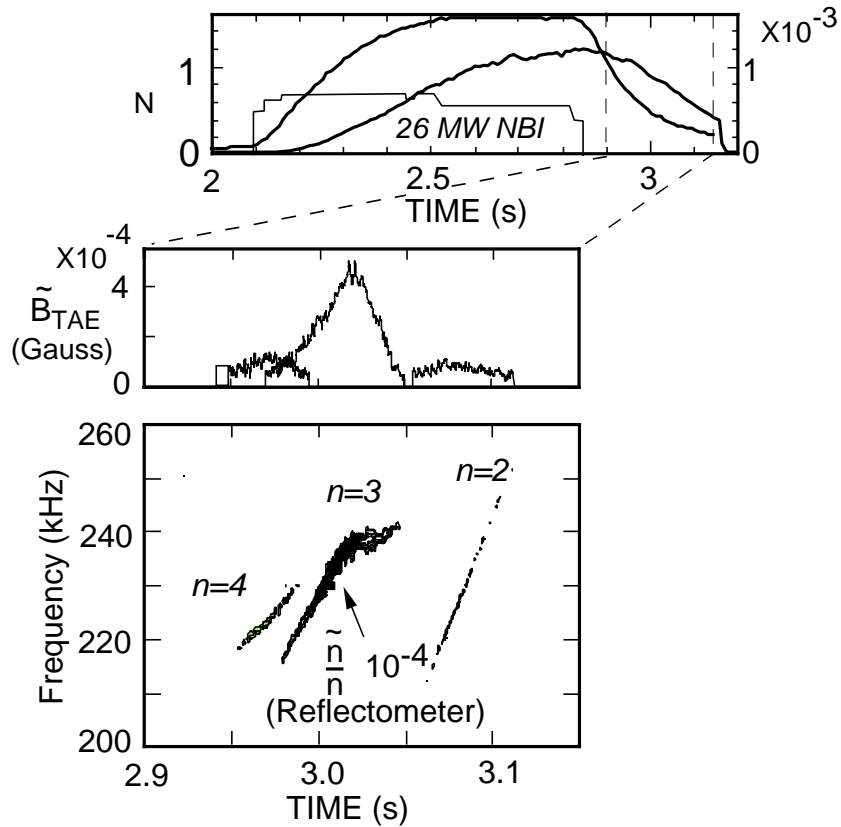 X10-3
1
1
N
26 MW NBI
0
0
2
2.5
3
TIME (s)
X10-4
4
B̃TAE
(Gauss)
0
260
n=2
n=3
240
n=4
Frequency (kHz)
220
ñ
n
10-4
(Reflectometer)
200
2.9
3.0
3.1
TIME (s)